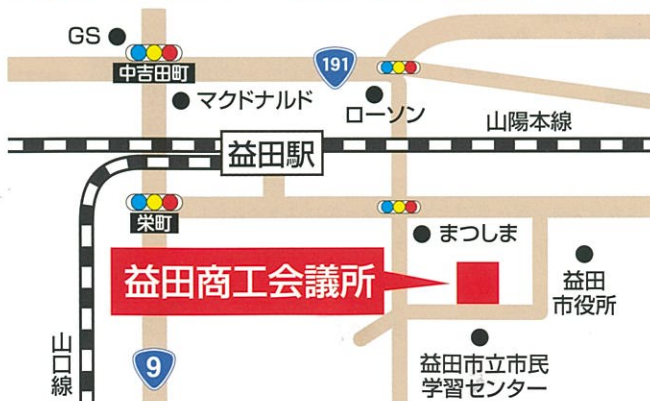 GS
中吉田町
191
マクドナルド
ローソン
山陽本線
益田駅
栄町
まつしま
益田商工会議所
益田
市役所
山口線
9
益田市立市民
学習センター